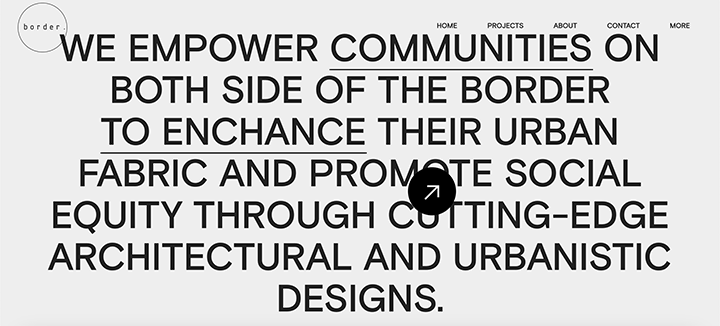 border.
HOME PROJECTS ABOUT CONTACT MORE
WE EMPOWER COMMUNITIES ON
BOTH SIDE OF THE BORDER
TO ENCHANCE THEIR URBAN
FABRIC AND PROMOTE SOCIAL
EQUITY THROUGH CUTTING-EDGE
ARCHITECTURAL AND URBANISTIC
DESIGNS.